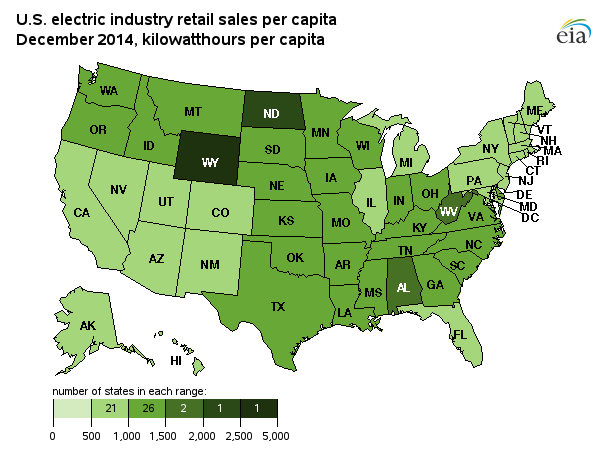 U.S. electric industry retail sales per capita
December 2014, kilowatthours per capita
eia
WA
MT
ND
MN
ME
OR
ID
SD
WI
MI
NY
VT
NH
MA
RI
CT
WY
NE
IA
PA
NJ
NV
UT
CO
IL
IN
OH
WV
DE
MD
DC
CA
KS
MO
KY
VA
AZ
NM
OK
AR
TN
NC
SC
TX
LA
MS
AL
GA
FL
AK
HI
number of states in each range:
21 26 2 1 1
0 500 1,000 1,500 2,000 2,500 5,000